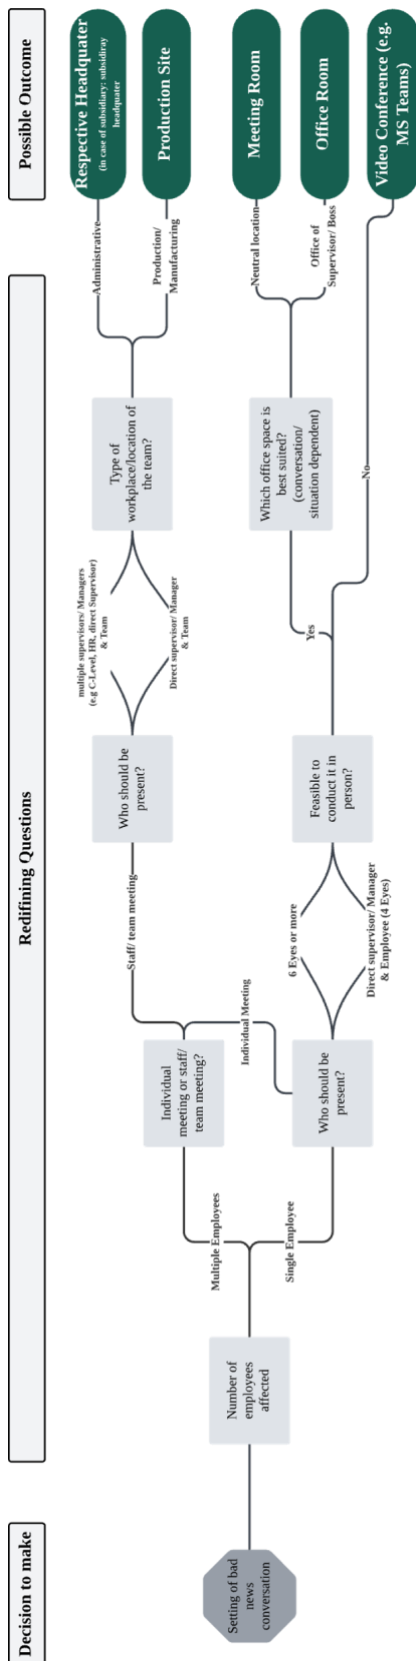 Decision to make
Redifining Questions
Possible Outcome
Setting of bad
news
conversation
Number of
employees
affected
Multiple Employees
Single Employee
Individual
meeting or staff/
team meeting?
Who should be
present?
Staff/ team meeting
Individual Meeting
6 Eyes or more
Direct supervisor/ Manager
& Employee (4 Eyes)
Who should be
present?
Feasible to
conduct it in
person?
multiple supervisors/ Managers
(e.g C-Level, HR, direct Supervisor)
& Team
Direct supervisor/ Manager
& Team
Yes
No
Type of
workplace/location of
the team?
Which office space is
best suited?
(conversation/
situation dependent)
Administrative
Production/
Manufacturing
Neutral location
Office of
Supervisor/ Boss
Respective Headquater
(in case of subsidiary: subsidiray
headquater
Production Site
Meeting Room
Office Room
Video Conference (e.g.
MS Teams)